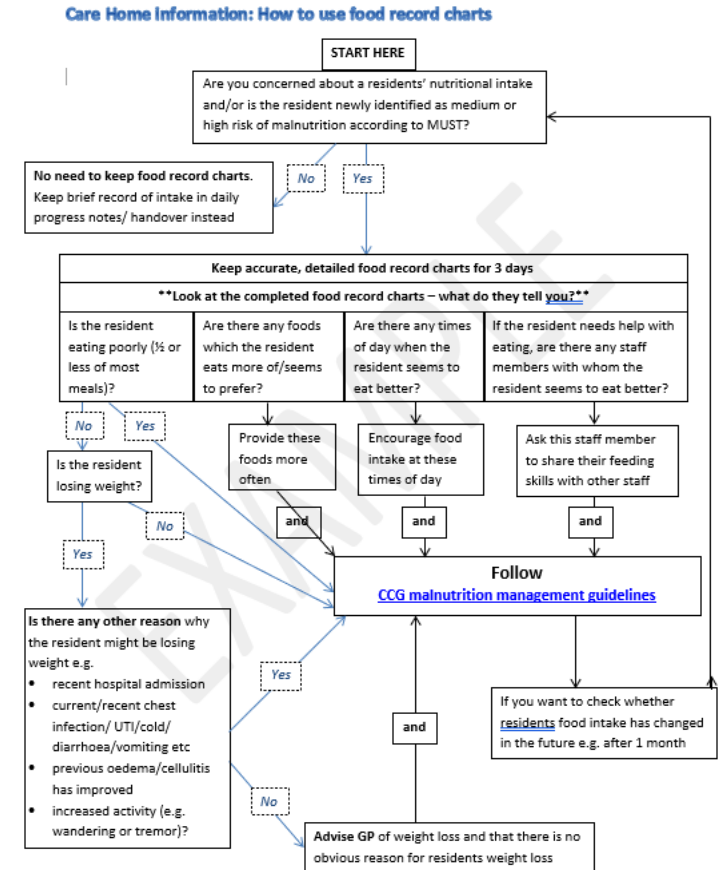 Care Home Information: How to use food record charts
START HERE
Are you concerned about a residents’ nutritional intake
and/or is the resident newly identified as medium or
high risk of malnutrition according to MUST?
No
Yes
No need to keep food record charts.
Keep brief record of intake in daily
progress notes/ handover instead
Keep accurate, detailed food record charts for 3 days
**Look at the completed food record charts – what do they tell you?**
Is the resident
eating poorly (½ or
less of most
meals)?
Are there any foods
which the resident
eats more of/seems
to prefer?
Are there any times
of day when the
resident seems to
eat better?
If the resident needs help with
eating, are there any staff
members with whom the
resident seems to eat better?
No
Yes
Provide these
foods more
often
Encourage food
intake at these
times of day
Ask this staff member
to share their feeding
skills with other staff
Is the resident
losing weight?
No
Yes
and
and
and
Follow
CCG malnutrition management guidelines
Is there any other reason why
the resident might be losing
weight e.g.
• recent hospital admission
• current/recent chest
infection/ UTI/cold/
diarrhoea/vomiting etc
• previous oedema/cellulitis
has improved
• increased activity (e.g.
wandering or tremor)?
Yes
No
and
If you want to check whether
residents food intake has changed
in the future e.g. after 1 month
Advise GP of weight loss and that there is no
obvious reason for residents weight loss
EXAMPLE